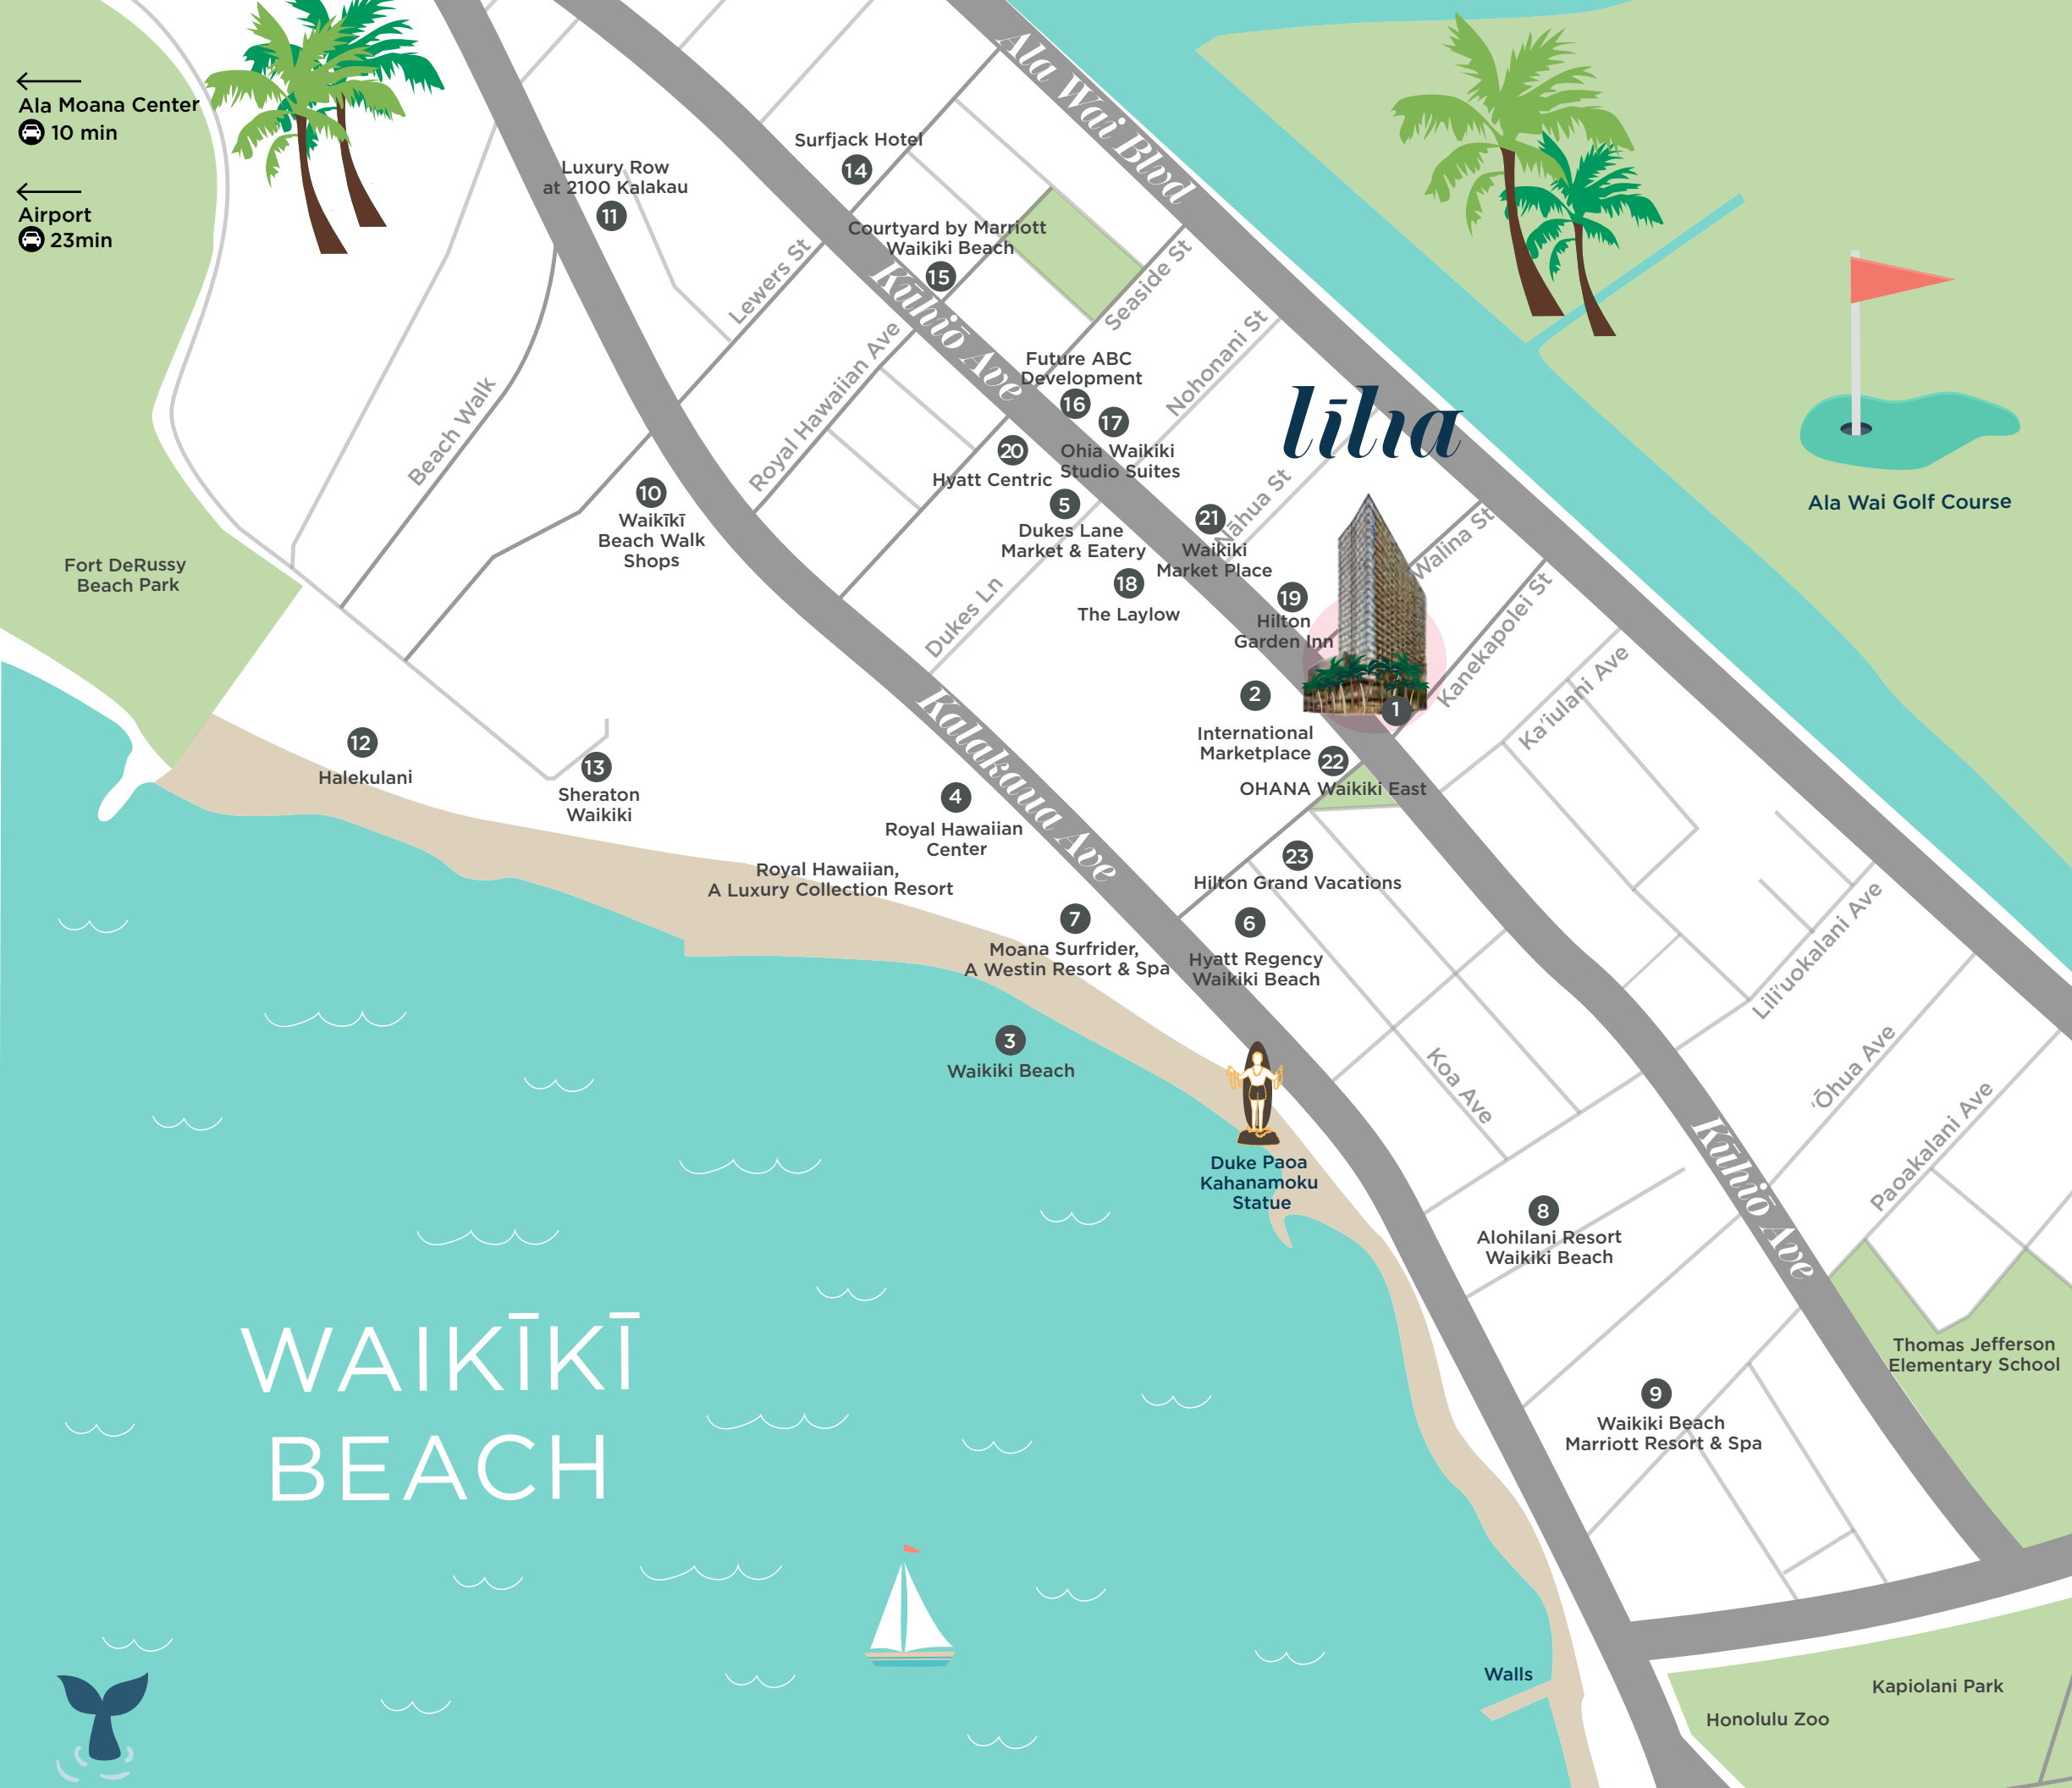 Ala Moana Center
10 min
Airport
23min
Ala Wai Blvd
Surfjack Hotel
14
Luxury Row
at 2100 Kalakau
11
Courtyard by Marriott
Waikiki Beach
15
Lewers St
Seaside St
Kūhiō Ave
Royal Hawaiian Ave
Nohonani St
Future ABC
Development
16
17
Ohia Waikiki
Studio Suites
līlıa
Beach Walk
20
Hyatt Centric
10
Waikīkī
Beach Walk
Shops
5
Dukes Lane
Market & Eatery
21
Waikiki
Market Place
Nāhua St
Walina St
Ala Wai Golf Course
Fort DeRussy
Beach Park
18
The Laylow
Dukes Ln
19
Hilton
Garden Inn
Kanekapolei St
Ka'iulani Ave
2
International
Marketplace
1
22
OHANA Waikiki East
12
Halekulani
13
Sheraton
Waikiki
Kalakaua Ave
4
Royal Hawaiian
Center
Royal Hawaiian,
A Luxury Collection Resort
23
Hilton Grand Vacations
7
Moana Surfrider,
A Westin Resort & Spa
6
Hyatt Regency
Waikiki Beach
Lili'uokalani Ave
3
Waikiki Beach
Koa Ave
'Ōhua Ave
Paoakalani Ave
Kūhiō Ave
Duke Paoa
Kahanamoku
Statue
8
Alohilani Resort
Waikiki Beach
WAIKĪKĪ
BEACH
Thomas Jefferson
Elementary School
9
Waikiki Beach
Marriott Resort & Spa
Walls
Kapiolani Park
Honolulu Zoo